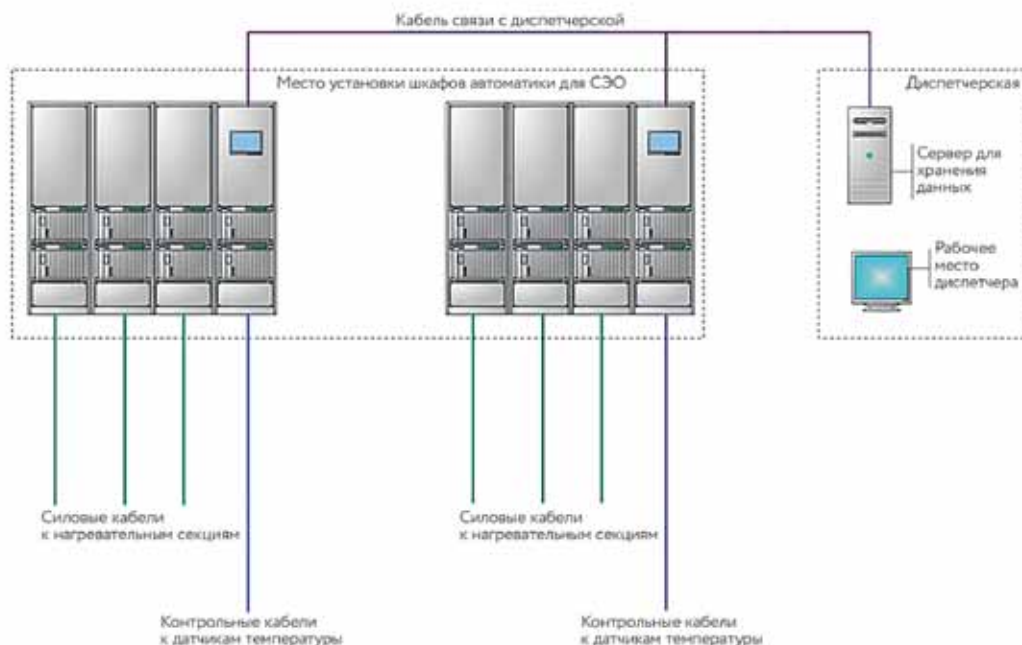 Кабель связи с диспетчерской
Место установки шкафов автоматики для СЭО
Диспетчерская
Сервер для
хранения
данных
Рабочее
место
диспетчера
Силовые кабели
к нагревательным секциям
Силовые кабели
к нагревательным секциям
Контрольные кабели
к датчикам температуры
Контрольные кабели
к датчикам температуры